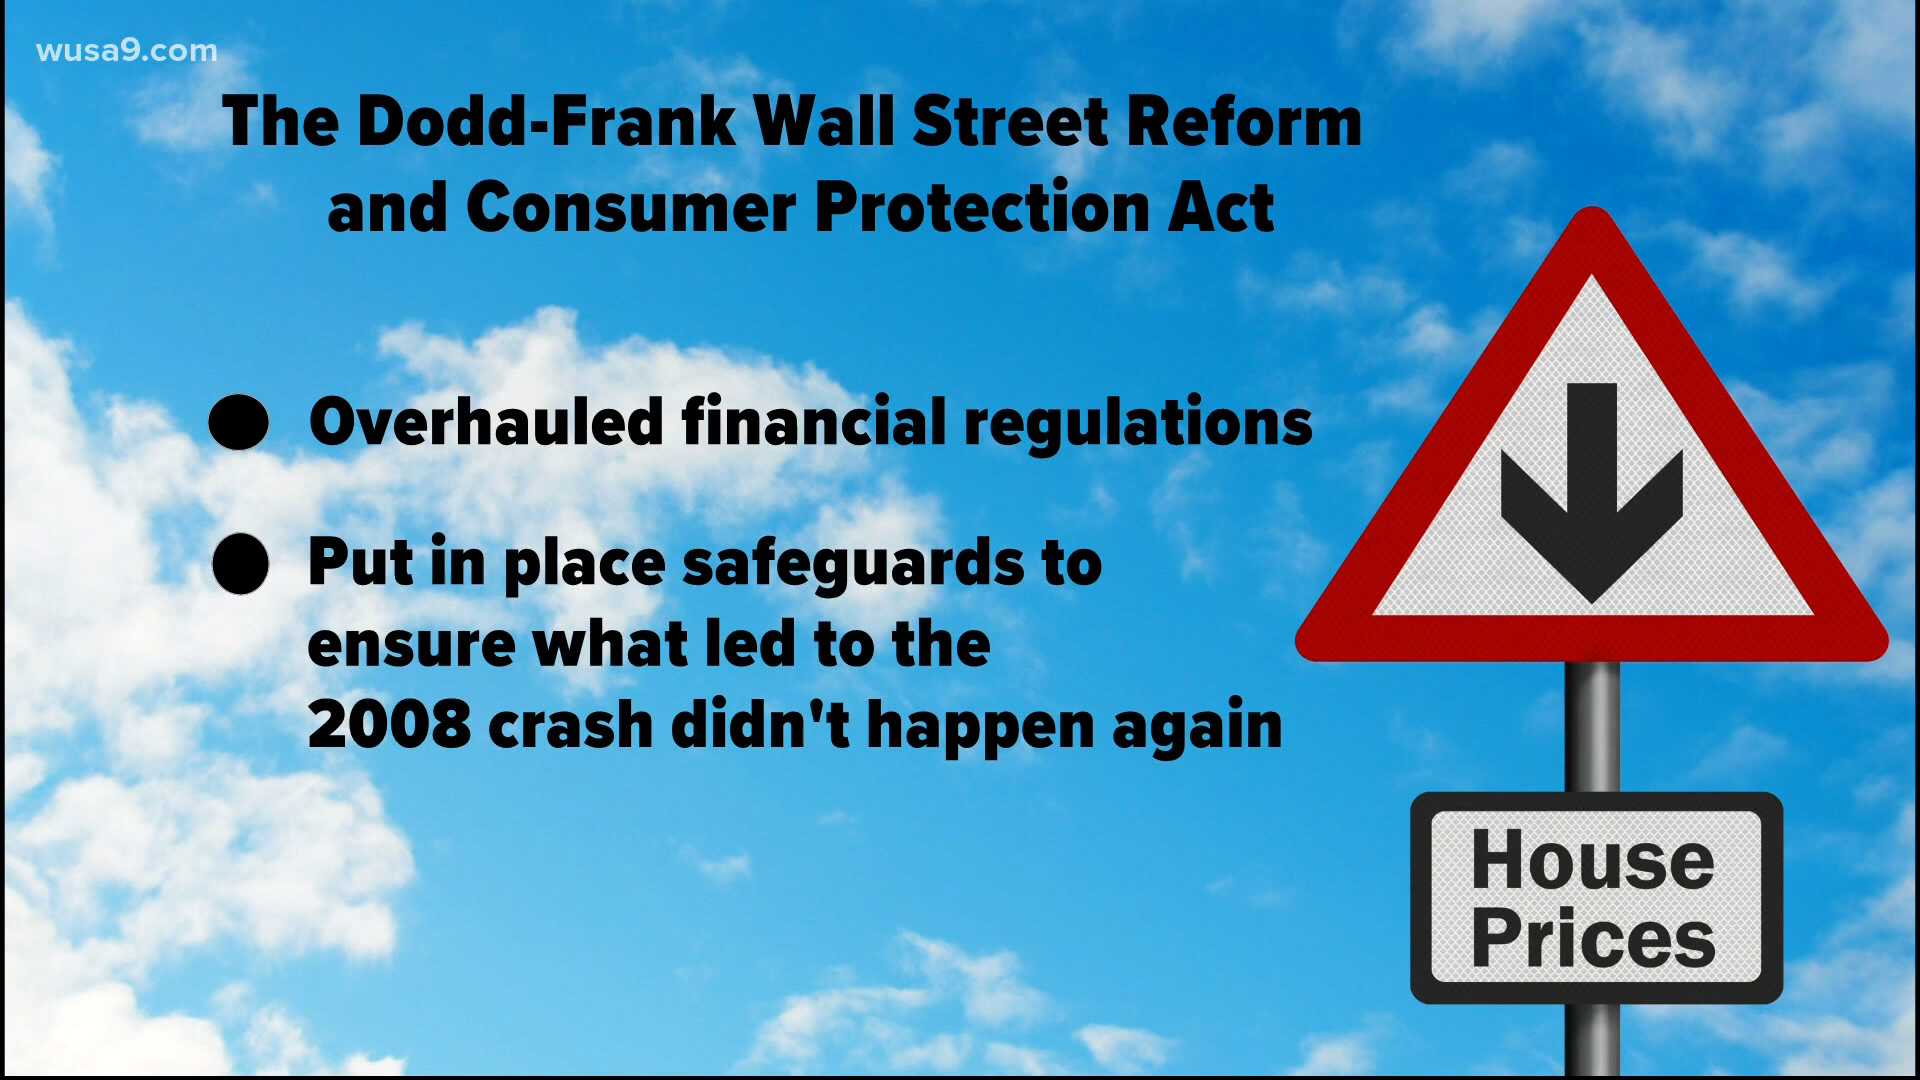 wusa9.com
The Dodd-Frank Wall Street Reform
and Consumer Protection Act
Overhauled financial regulations
Put in place safeguards to
ensure what led to the
2008 crash didn't happen again
House
Prices